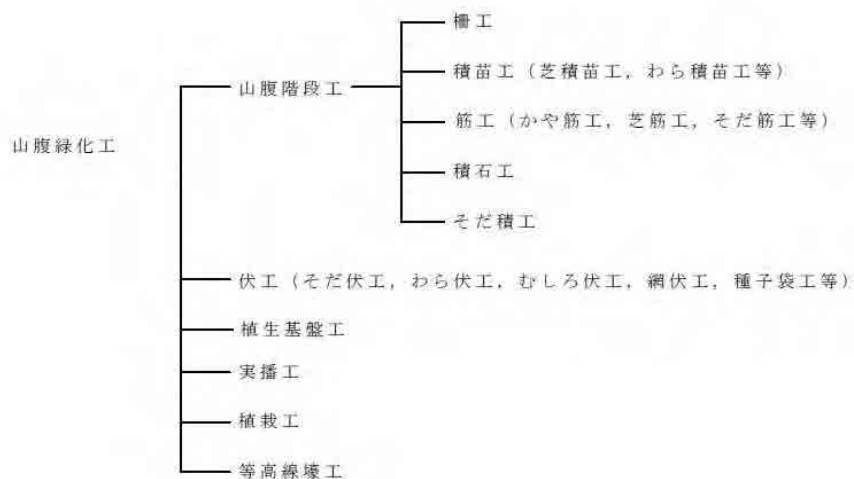 柵工
積苗工（芝積苗工，わら積苗工等）
山腹階段工
筋工（かや筋工，芝筋工，そだ筋工等）
山腹緑化工
積石工
そだ積工
伏工（そだ伏工，わら伏工，むしろ伏工，網伏工，種子袋工等）
植生基盤工
実播工
植栽工
等高線壕工